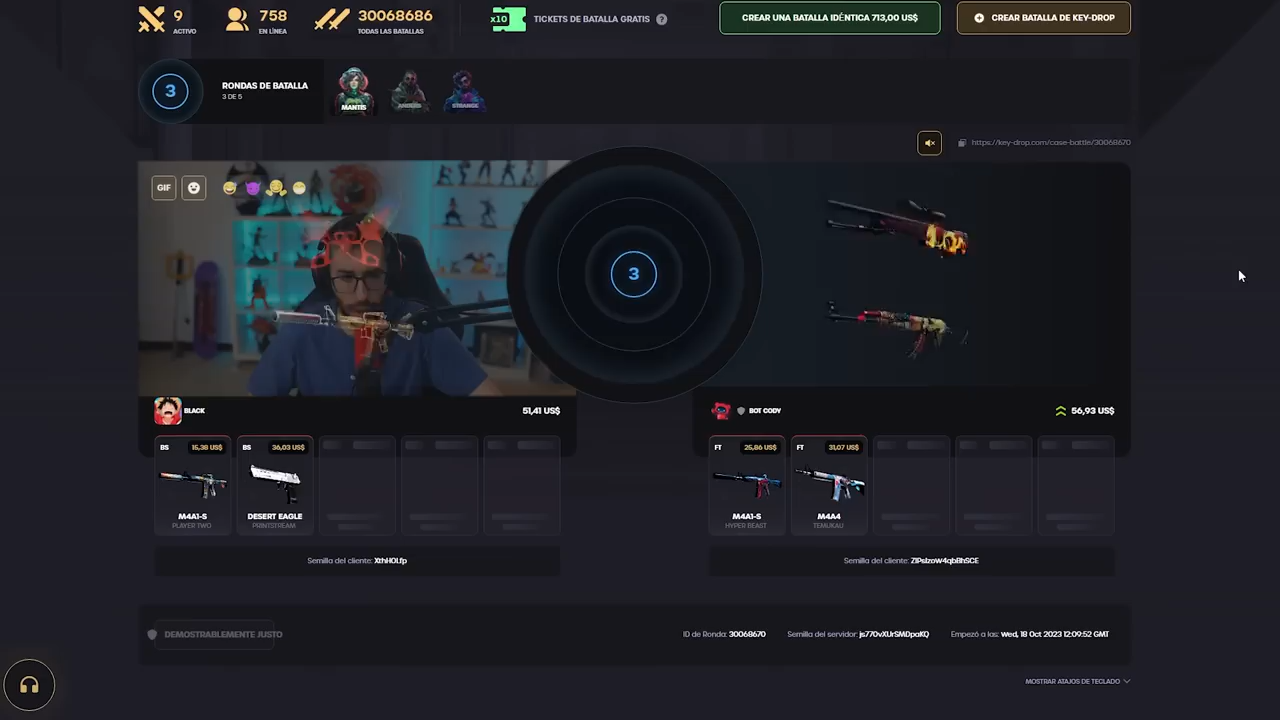 9
ACTIVO
758
EN LÍNEA
30068686
TODAS LAS BATALLAS
x10
TICKETS DE BATALLA GRATIS ?
CREAR UNA BATALLA IDÉNTICA 713,00 US$
CREAR BATALLA DE KEY-DROP
3
RONDAS DE BATALLA
3 DE 5
MANTIS
STRANGE
https://key-drop.com/case-battle/30068670
GIF
3
BLACK
51,41 US$
BOT CODY
56,93 US$
BS 15,38 US$
M4A1-S
PLAYER TWO
BS 36,03 US$
DESERT EAGLE
PRINTSTREAM
FT 25,86 US$
M4A1-S
HYPER BEAST
FT 31,07 US$
M4A4
TEMUKAU
Semilla del cliente:
Semilla del cliente:
DEMOSTRABLEMENTE JUSTO
ID de Ronda: 30068670
Semilla del servidor: js770vXUrSMDpaKQ
Empezó a las: Wed, 18 Oct 2023 12:09:52 GMT
MOSTRAR ATAJOS DE TECLADO